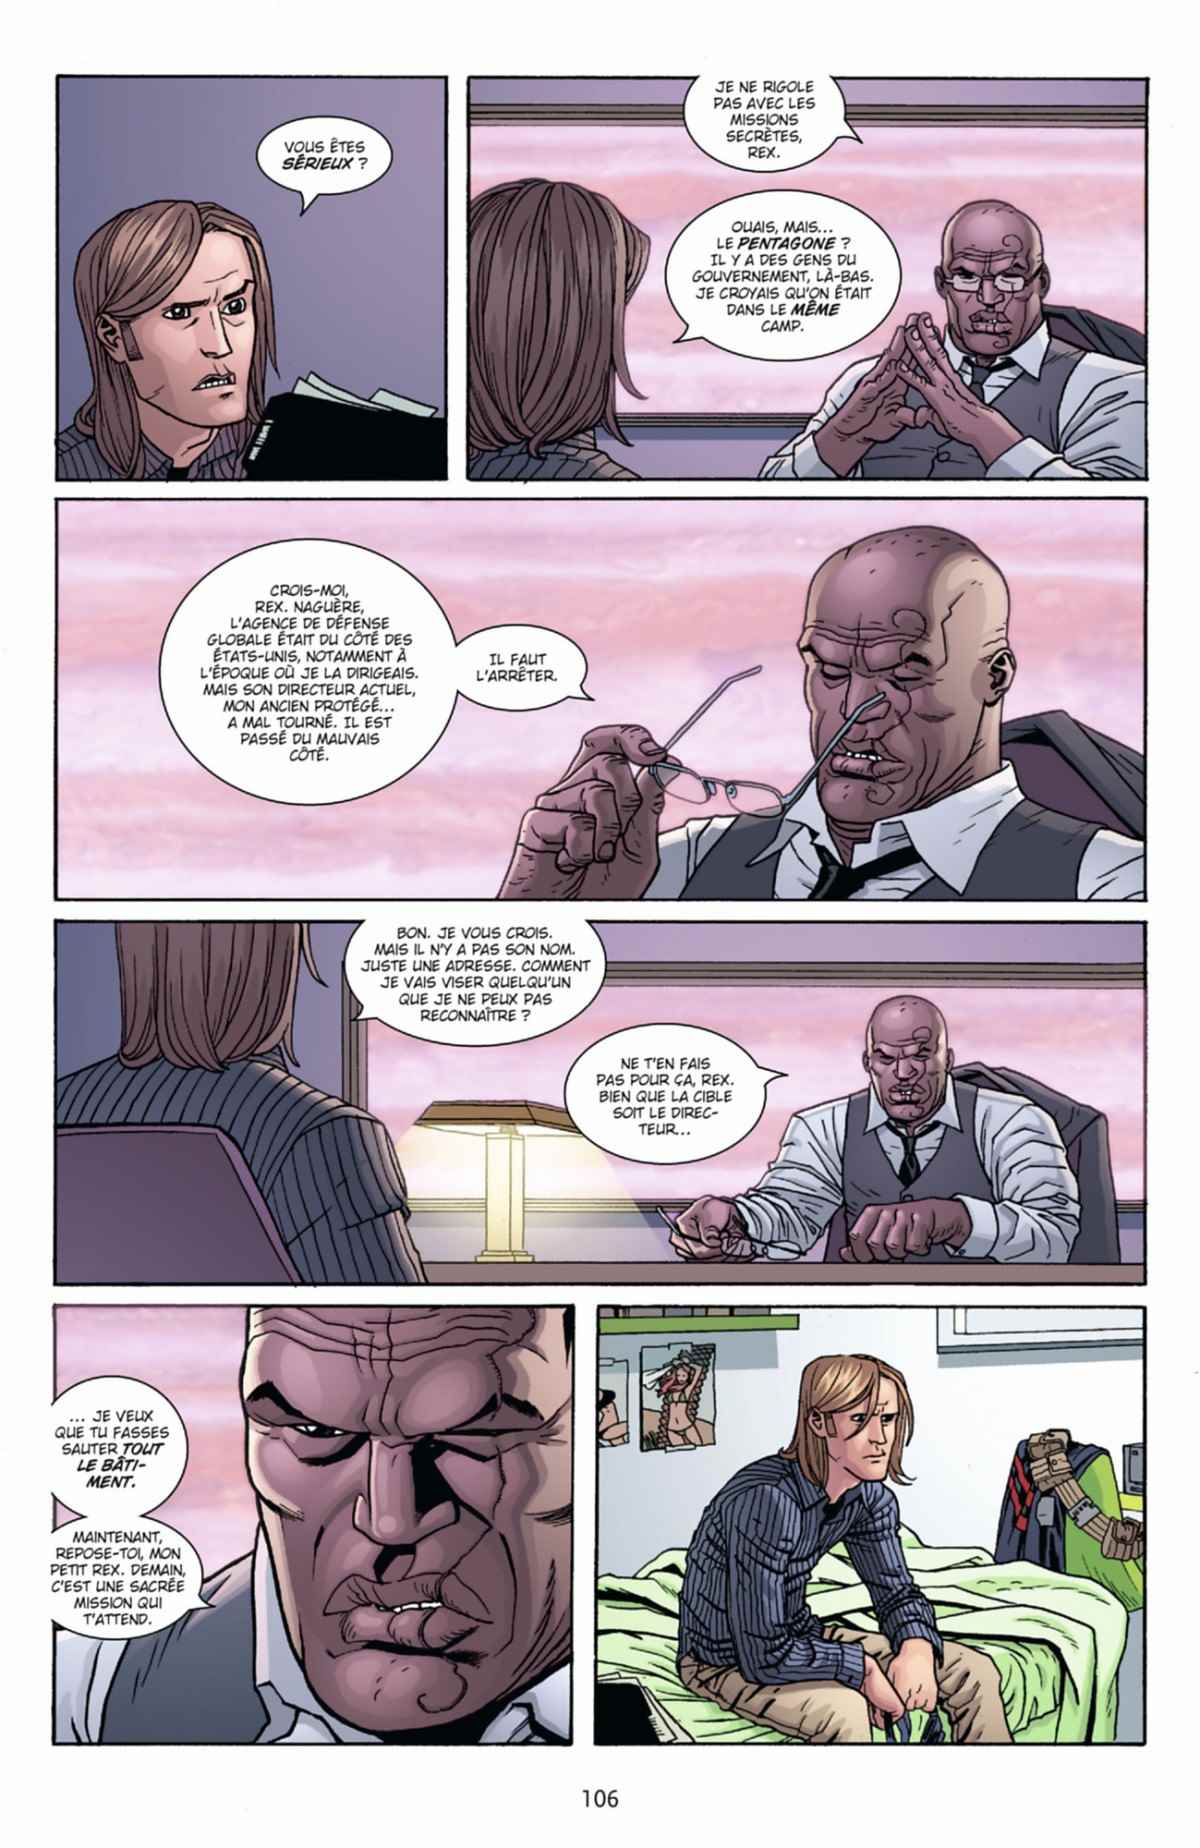 VOUS ÊTES
SÉRIEUX ?
JE NE RIGOLE
PAS AVEC LES
MISSIONS
SECRÈTES,
REX.
OUAIS, MAIS...
LE PENTAGONE ?
IL Y A DES GENS DU
GOUVERNEMENT, LÀ-BAS.
JE CROYAIS QU'ON ÉTAIT
DANS LE MÊME
CAMP.
CROIS-MOI,
REX. NAGUÈRE,
L'AGENCE DE DÉFENSE
GLOBALE ÉTAIT DU CÔTÉ DES
ÉTATS-UNIS, NOTAMMENT À
L'ÉPOQUE OÙ JE LA DIRIGEAIS.
MAIS SON DIRECTEUR ACTUEL,
MON ANCIEN PROTÉGÉ...
A MAL TOURNÉ. IL EST
PASSÉ DU MAUVAIS
CÔTÉ.
IL FAUT
L'ARRÊTER.
BON. JE VOUS CROIS.
MAIS IL N'Y A PAS SON NOM.
JUSTE UNE ADRESSE. COMMENT
JE VAIS VISER QUELQU'UN
QUE JE NE PEUX PAS
RECONNAÎTRE ?
NE T'EN FAIS
PAS POUR ÇA, REX.
BIEN QUE LA CIBLE
SOIT LE DIREC-
TEUR...
... JE VEUX
QUE TU FASSES
SAUTER TOUT
LE BÂTI-
MENT.
MAINTENANT,
REPOSE-TOI, MON
PETIT REX. DEMAIN,
C'EST UNE SACRÉE
MISSION QUI
T'ATTEND.
106